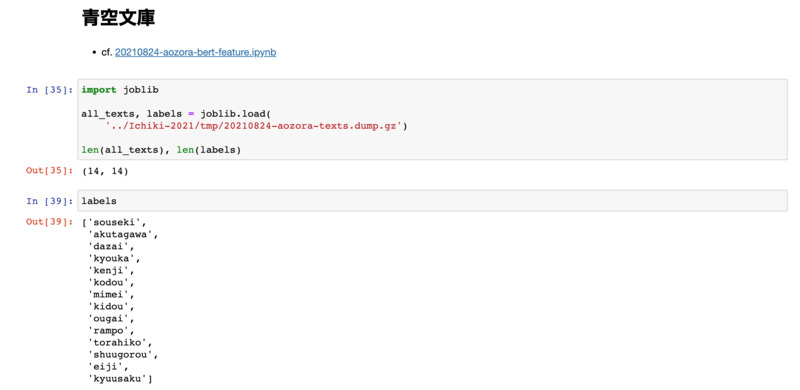 青空文庫
• cf. 20210824-aozora-bert-feature.ipynb
In [35]: import joblib
all_texts, labels = joblib.load(
'../Ichiki-2021/tmp/20210824-aozora-texts.dump.gz')
len(all_texts), len(labels)
Out[35]: (14, 14)
In [39]: labels
Out[39]: ['souseki',
'akutagawa',
'dazai',
'kyouka',
'kenji',
'kodou',
'mimei',
'kidou',
'ougai',
'rampo',
'torahiko',
'shuugorou',
'eiji',
'kyuusaku']